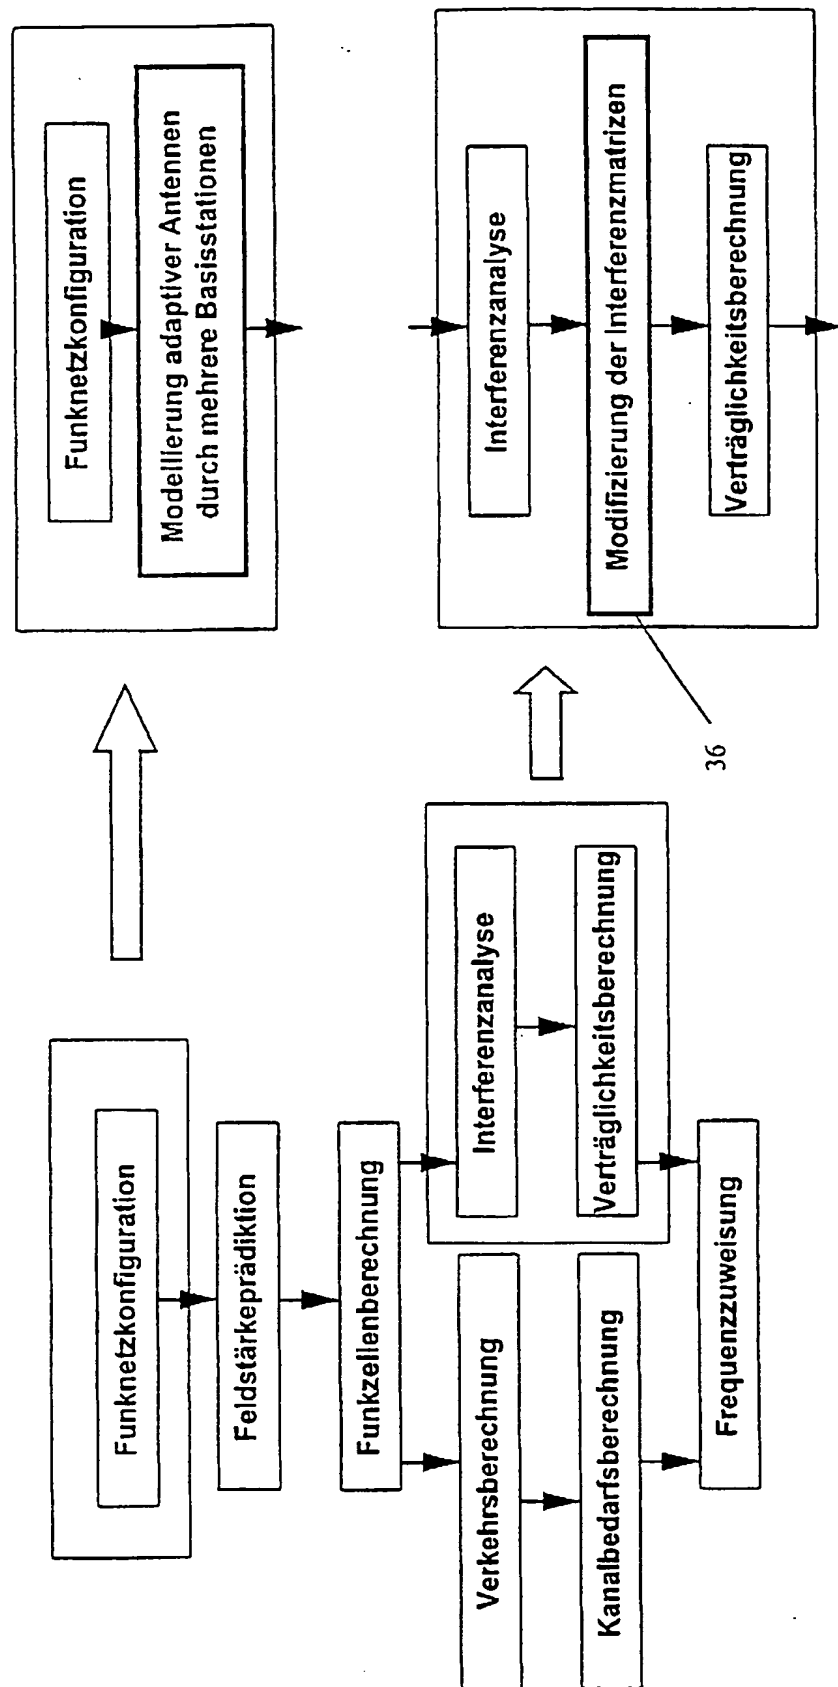 Funknetzkonfiguration
Feldstärkeprädiktion
Funkzellenberechnung
Verkehrsberechnung
Kanalbedarfsberechnung
Interferenzanalyse
Verträglichkeitsberechnung
Frequenzzuweisung
Funknetzkonfiguration
Modellierung adaptiver Antennen
durch mehrere Basisstationen
Interferenzanalyse
Modifizierung der Interferenzmatrizen
Verträglichkeitsberechnung
36